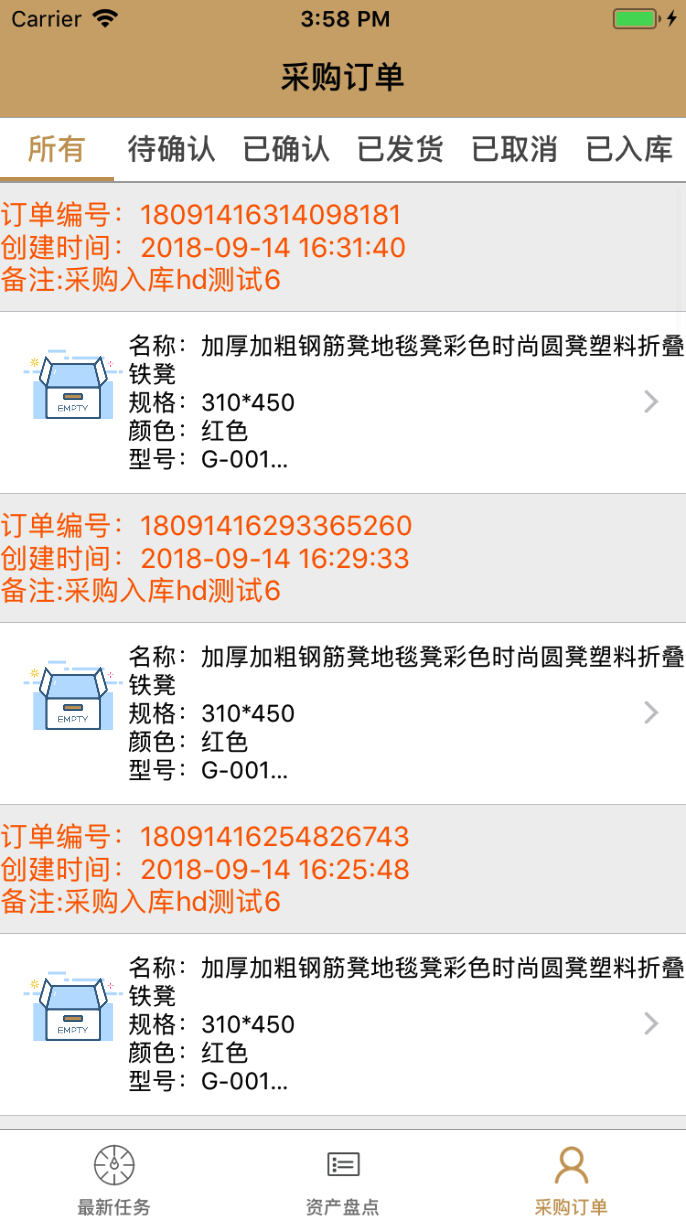 Carrier 3:58 PM
采购订单
所有 待确认 已确认 已发货 已取消 已入库
订单编号：18091416314098181
创建时间：2018-09-14 16:31:40
备注:采购入库hd测试6
名称：加厚加粗钢筋凳地毯凳彩色时尚圆凳塑料折叠
铁凳
规格：310*450
颜色：红色
型号：G-001...
EMPTY
订单编号：18091416293365260
创建时间：2018-09-14 16:29:33
备注:采购入库hd测试6
名称：加厚加粗钢筋凳地毯凳彩色时尚圆凳塑料折叠
铁凳
规格：310*450
颜色：红色
型号：G-001...
EMPTY
订单编号：18091416254826743
创建时间：2018-09-14 16:25:48
备注:采购入库hd测试6
名称：加厚加粗钢筋凳地毯凳彩色时尚圆凳塑料折叠
铁凳
规格：310*450
颜色：红色
型号：G-001...
EMPTY
最新任务 资产盘点 采购订单